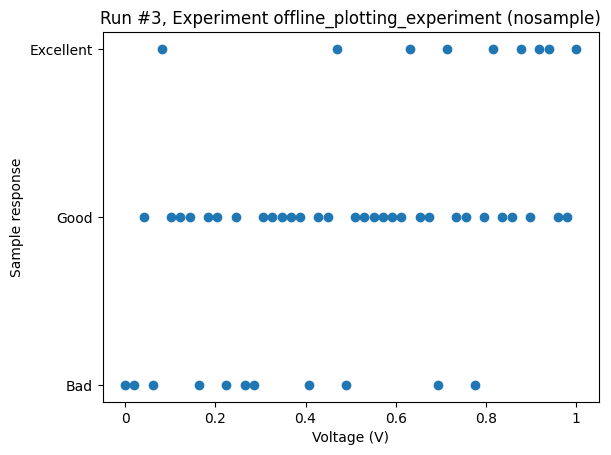 Run #3, Experiment offline_plotting_experiment (nosample)
Excellent
Good
Bad
Sample response
0 0.2 0.4 0.6 0.8 1
Voltage (V)